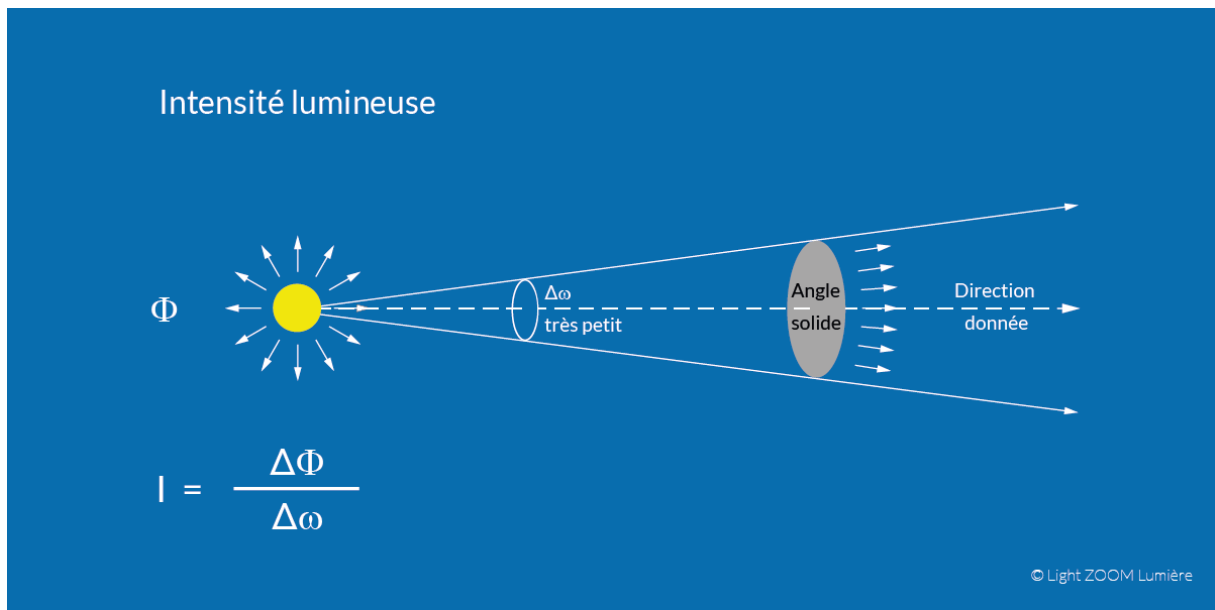 Intensité lumineuse
Φ
Δω
très petit
Angle
solide
Direction
donnée
I = ΔΦ
Δω
© Light ZOOM Lumière